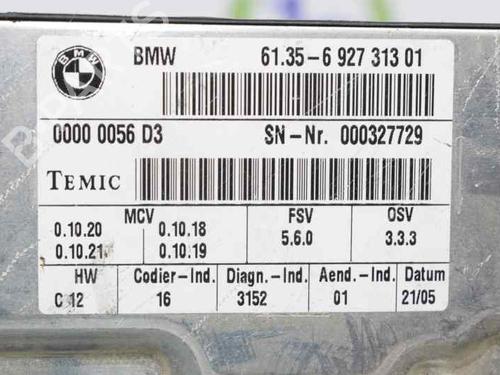 BMW
BMW 61.35-6 927 313 01
0000 0056 D3 SN-Nr. 000327729
TEMIC
MCV FSV OSV
0.10.20 0.10.18 5.6.0 3.3.3
0.10.21 0.10.19
HW Codier-Ind. Diagn.-Ind. Aend.-Ind. Datum
C 12 16 3152 01 21/05